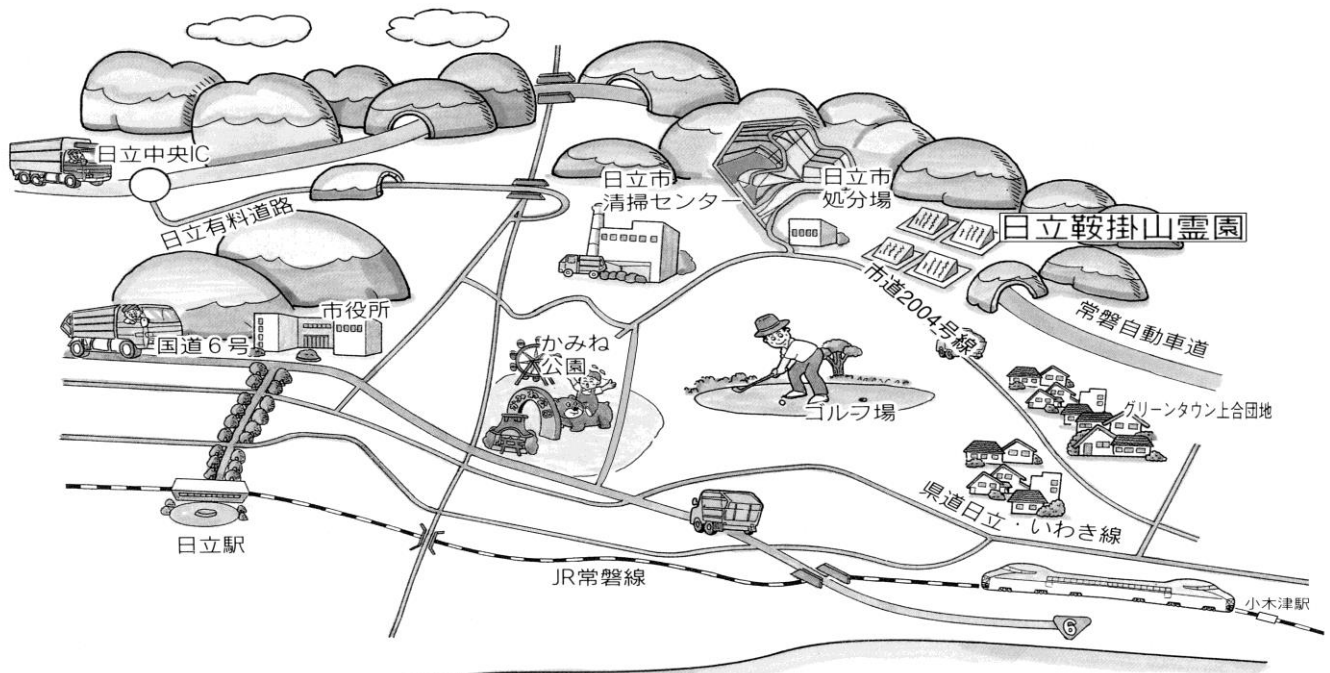 日立中央IC
日立有料道路
日立市
清掃センター
日立市
処分場
日立鞍掛山霊園
市道2004号線
常磐自動車道
市役所
国道6号
かみね
公園
ゴルフ場
グリーンタウン上合団地
県道日立・いわき線
日立駅
JR常磐線
小木津駅
6